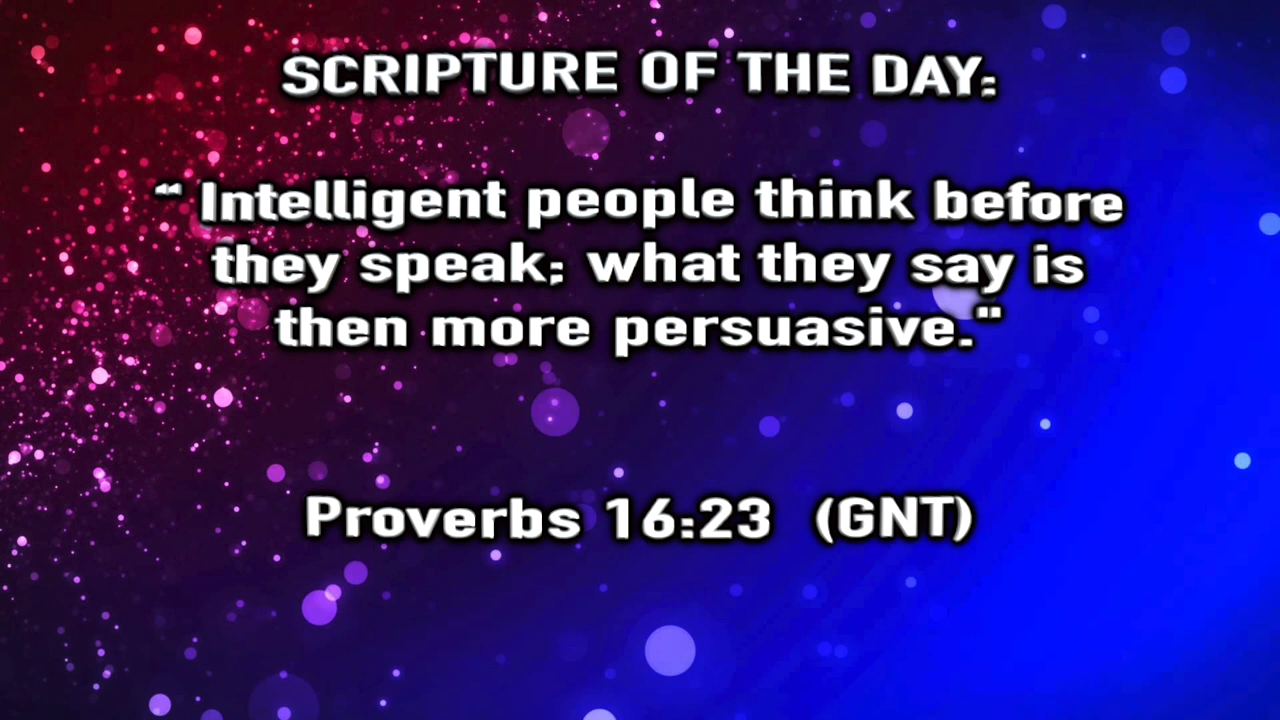 SCRIPTURE OF THE DAY:
“ Intelligent people think before
they speak; what they say is
then more persuasive."
Proverbs 16:23 (GNT)